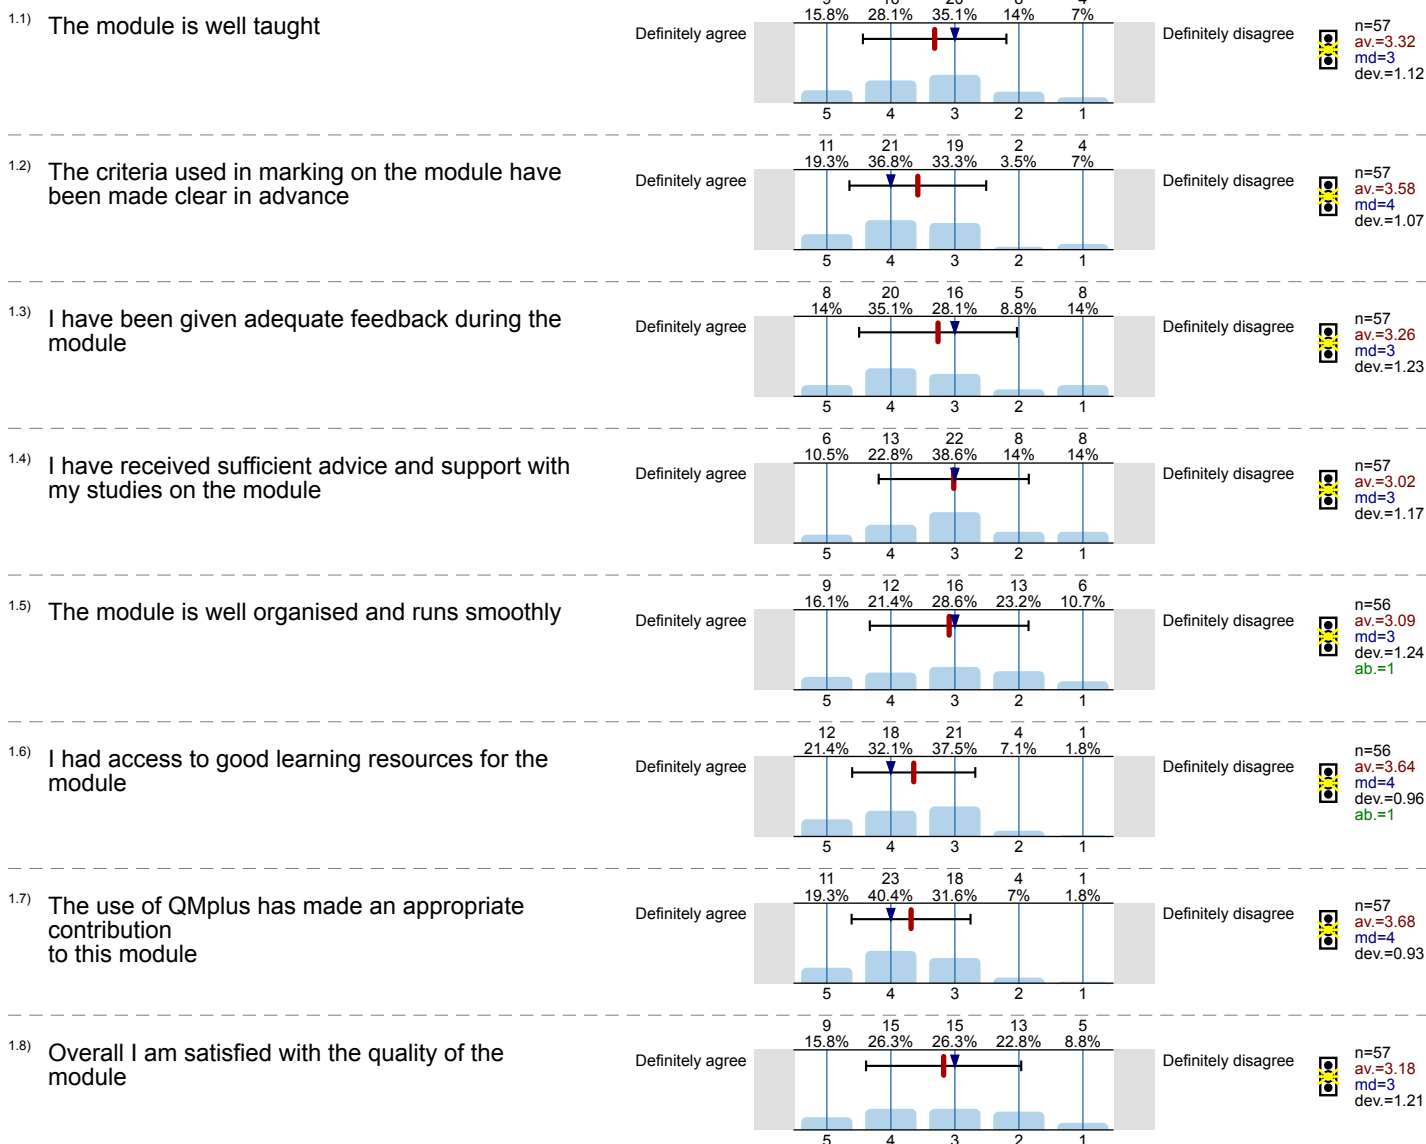 1.1) The module is well taught
Definitely agree
15.8% 28.1% 35.1% 14% 7%
5 4 3 2 1
Definitely disagree
n=57
av.=3.32
md=3
dev.=1.12
1.2) The criteria used in marking on the module have
been made clear in advance
Definitely agree
11 21 19 2 4
19.3% 36.8% 33.3% 3.5% 7%
5 4 3 2 1
Definitely disagree
n=57
av.=3.58
md=4
dev.=1.07
1.3) I have been given adequate feedback during the
module
Definitely agree
8 20 16 5 8
14% 35.1% 28.1% 8.8% 14%
5 4 3 2 1
Definitely disagree
n=57
av.=3.26
md=3
dev.=1.23
1.4) I have received sufficient advice and support with
my studies on the module
Definitely agree
6 13 22 8 8
10.5% 22.8% 38.6% 14% 14%
5 4 3 2 1
Definitely disagree
n=57
av.=3.02
md=3
dev.=1.17
1.5) The module is well organised and runs smoothly
Definitely agree
9 12 16 13 6
16.1% 21.4% 28.6% 23.2% 10.7%
5 4 3 2 1
Definitely disagree
n=56
av.=3.09
md=3
dev.=1.24
ab.=1
1.6) I had access to good learning resources for the
module
Definitely agree
12 18 21 4 1
21.4% 32.1% 37.5% 7.1% 1.8%
5 4 3 2 1
Definitely disagree
n=56
av.=3.64
md=4
dev.=0.96
ab.=1
1.7) The use of QMplus has made an appropriate
contribution
to this module
Definitely agree
11 23 18 4 1
19.3% 40.4% 31.6% 7% 1.8%
5 4 3 2 1
Definitely disagree
n=57
av.=3.68
md=4
dev.=0.93
1.8) Overall I am satisfied with the quality of the
module
Definitely agree
9 15 15 13 5
15.8% 26.3% 26.3% 22.8% 8.8%
5 4 3 2 1
Definitely disagree
n=57
av.=3.18
md=3
dev.=1.21